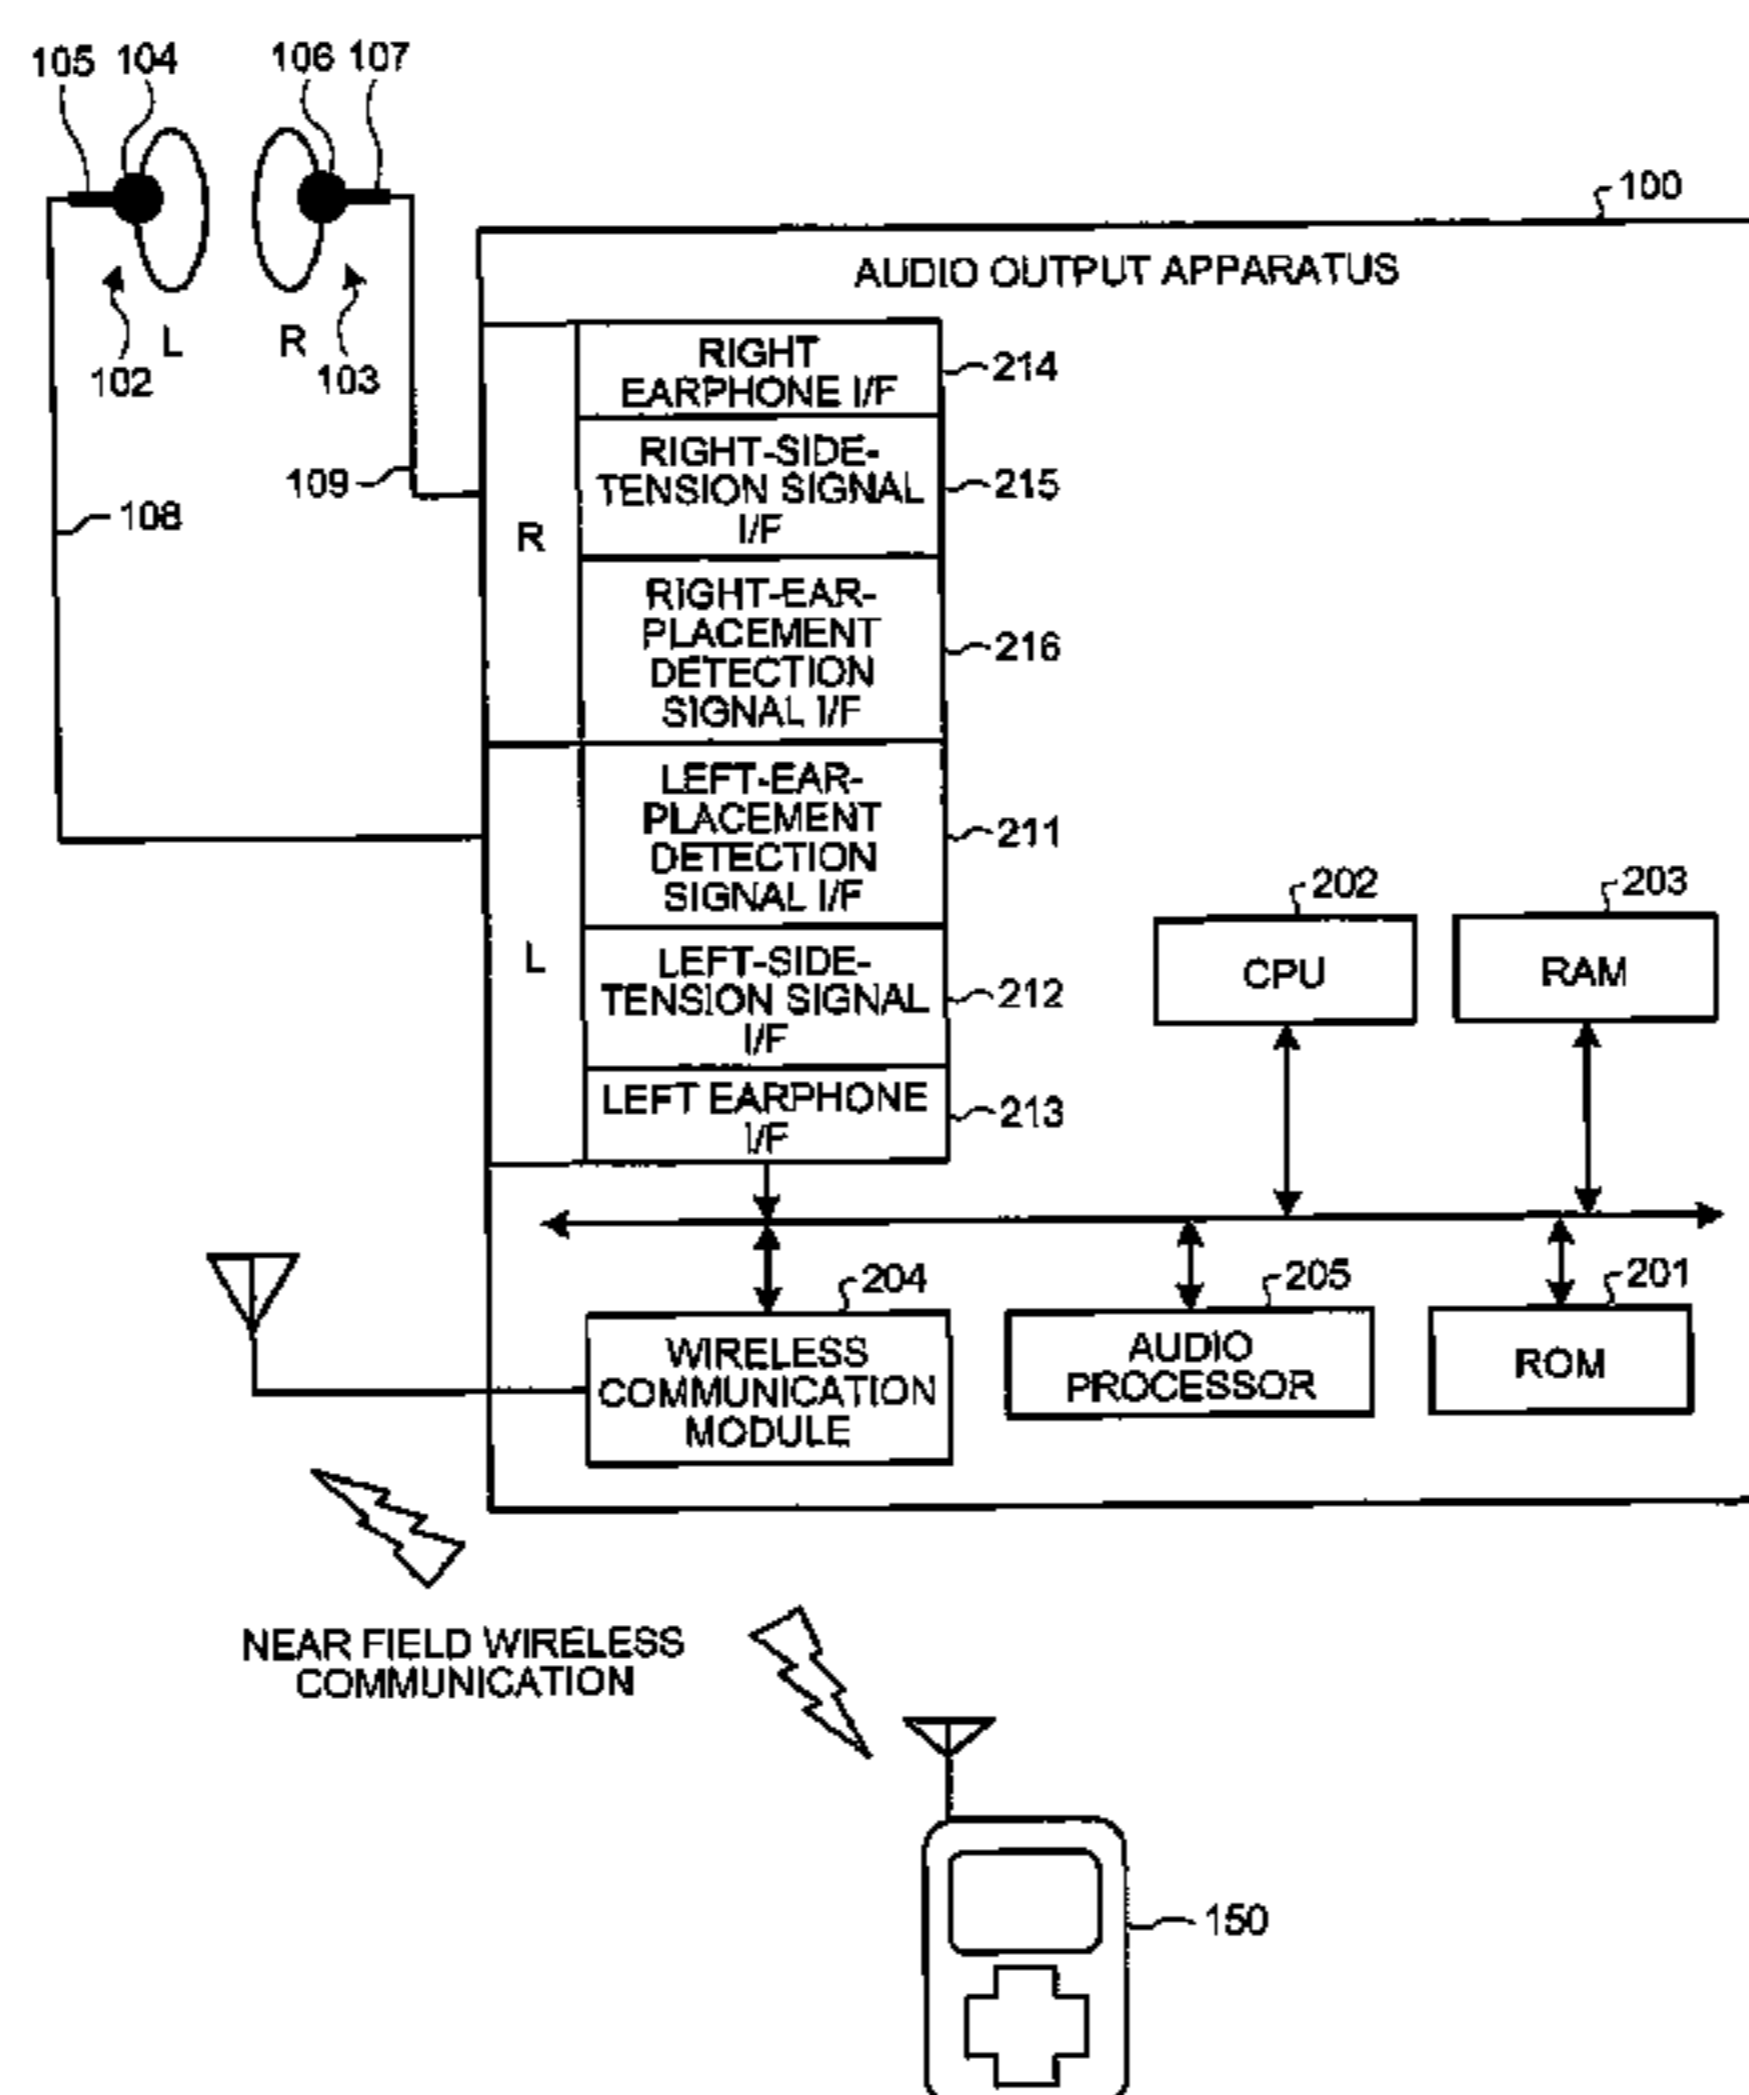 105 104 106 107
100
AUDIO OUTPUT APPARATUS
L R
102 103
109
108
R
RIGHT
EARPHONE I/F
214
RIGHT-SIDE-
TENSION SIGNAL
I/F
215
RIGHT-EAR-
PLACEMENT
DETECTION
SIGNAL I/F
216
L
LEFT-EAR-
PLACEMENT
DETECTION
SIGNAL I/F
211
LEFT-SIDE-
TENSION SIGNAL
I/F
212
LEFT EARPHONE
I/F
213
202
CPU
203
RAM
204
WIRELESS
COMMUNICATION
MODULE
205
AUDIO
PROCESSOR
201
ROM
NEAR FIELD WIRELESS
COMMUNICATION
150